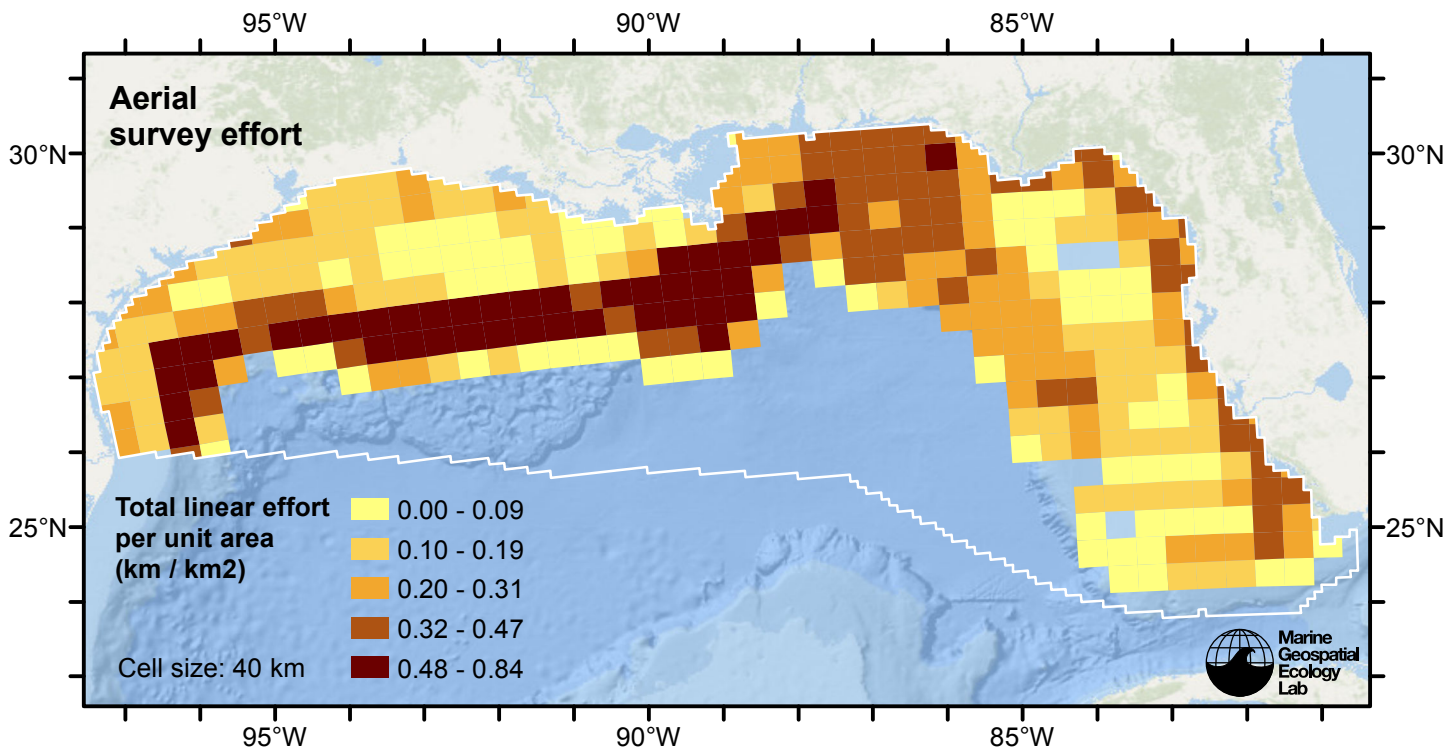 95°W 90°W 85°W
Aerial
survey effort
30°N 30°N
25°N 25°N
Total linear effort
per unit area
(km / km2)
0.00 - 0.09
0.10 - 0.19
0.20 - 0.31
0.32 - 0.47
0.48 - 0.84
Cell size: 40 km
Marine
Geospatial
Ecology
Lab
95°W 90°W 85°W